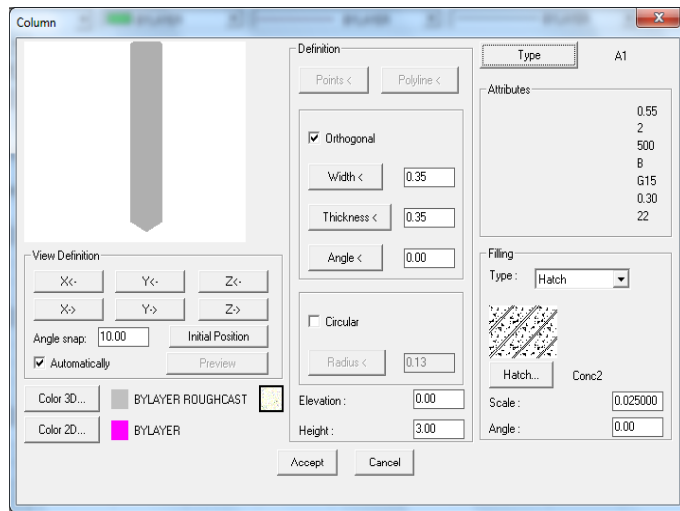 Column
Definition
Points <
Polyline <
Orthogonal
Width <
0.35
Thickness <
0.35
Angle <
0.00
Circular
Radius <
0.13
Elevation :
0.00
Height :
3.00
Type
A1
Attributes
0.55
2
500
B
G15
0.30
22
View Definition
X<-
Y<-
Z<-
X->
Y->
Z->
Angle snap:
10.00
Initial Position
Automatically
Preview
Color 3D...
BYLAYER ROUGHCAST
Color 2D...
BYLAYER
Filling
Type :
Hatch
Hatch...
Conc2
Scale :
0.025000
Angle :
0.00
Accept
Cancel